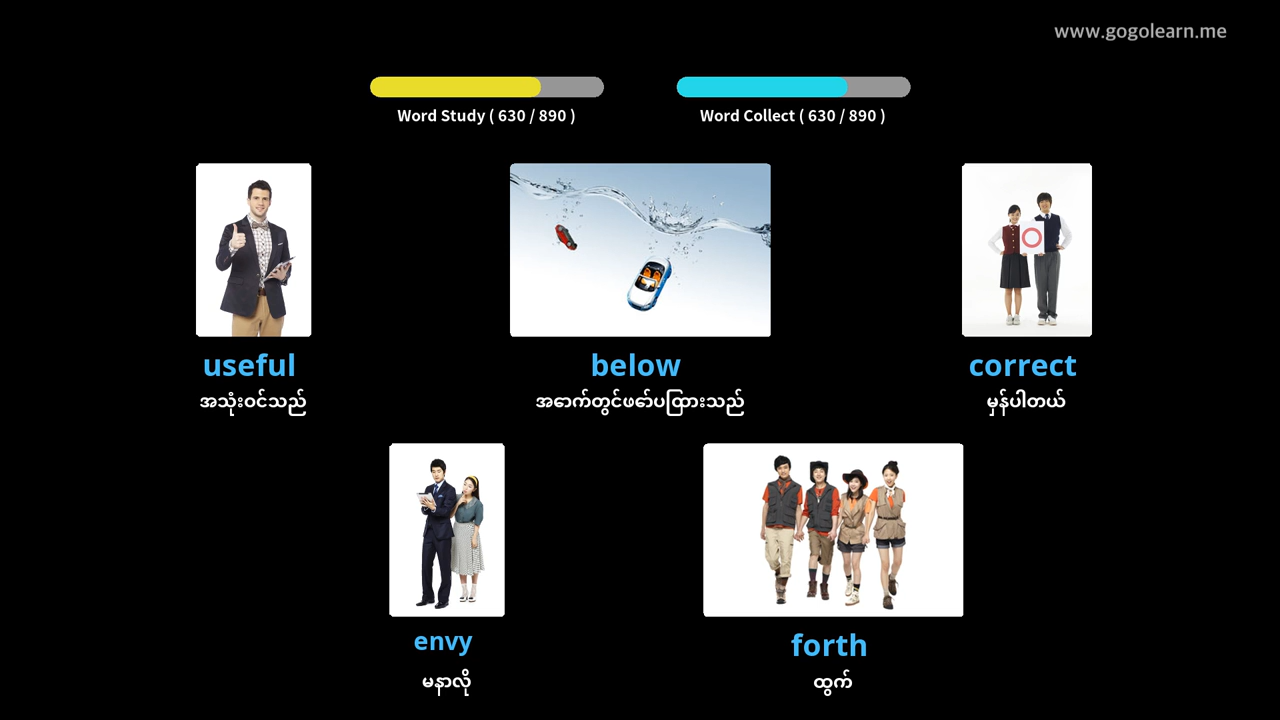 www.gogolearn.me
Word Study ( 630 / 890 )
Word Collect ( 630 / 890 )
useful
အသုံးဝင်သည်
below
အောက်တွင်ဖော်ပထြားသည်
correct
မှန်ပါတယ်
envy
မနာလို
forth
ထွက်